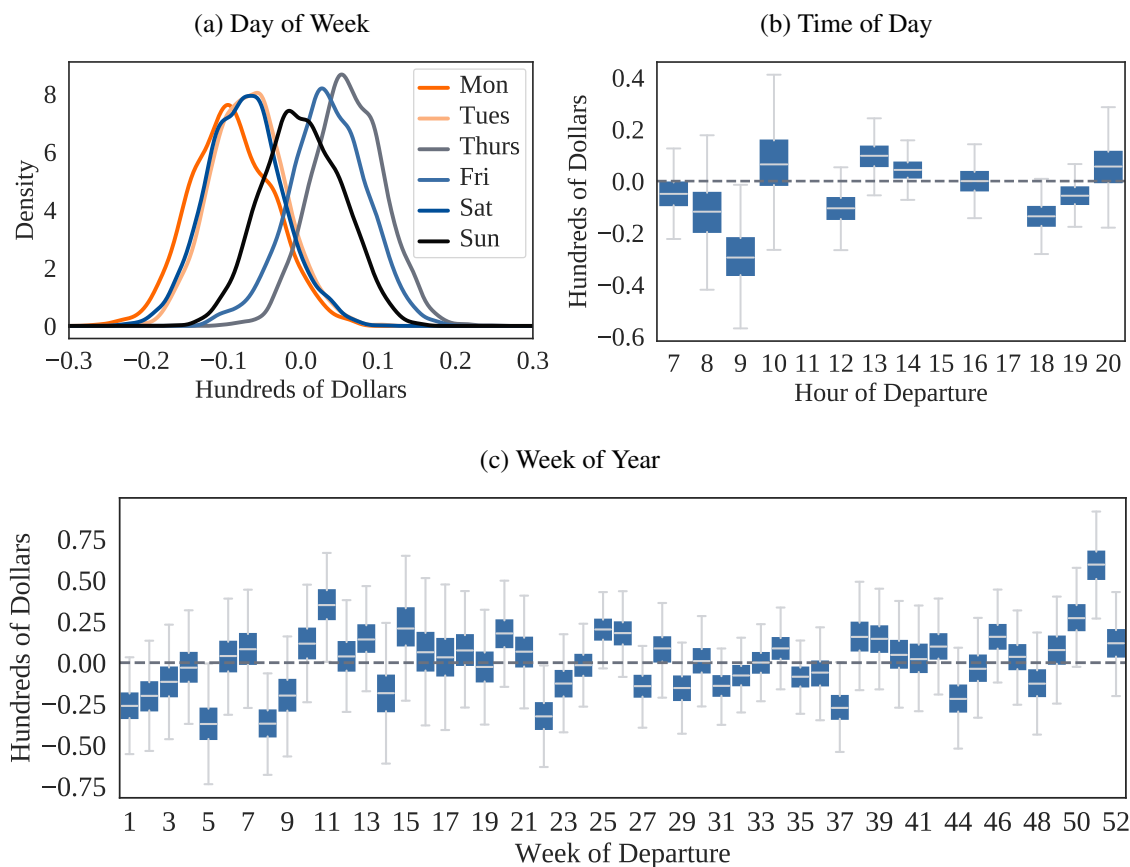 (a) Day of Week
Density
8
6
4
2
0
Mon
Tues
Thurs
Fri
Sat
Sun
−0.3 −0.2 −0.1 0.0 0.1 0.2 0.3
Hundreds of Dollars
(b) Time of Day
Hundreds of Dollars
0.4
0.2
0.0
−0.2
−0.4
−0.6
7 8 9 10 11 12 13 14 15 16 17 18 19 20
Hour of Departure
(c) Week of Year
Hundreds of Dollars
0.75
0.50
0.25
0.00
−0.25
−0.50
−0.75
1 3 5 7 9 11 13 15 17 19 21 23 25 27 29 31 33 35 37 39 41 44 46 48 50 52
Week of Departure